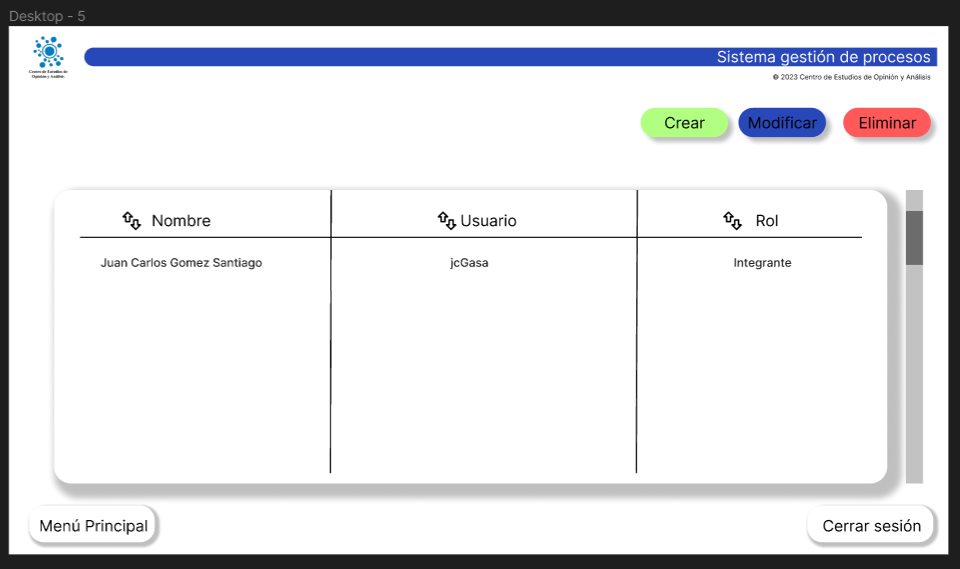 Desktop - 5
Centro de Estudios de
Opinión y Análisis
Sistema gestión de procesos
© 2023 Centro de Estudios de Opinión y Análisis
Crear
Modificar
Eliminar
Nombre
Usuario
Rol
Juan Carlos Gomez Santiago
jcGasa
Integrante
Menú Principal
Cerrar sesión